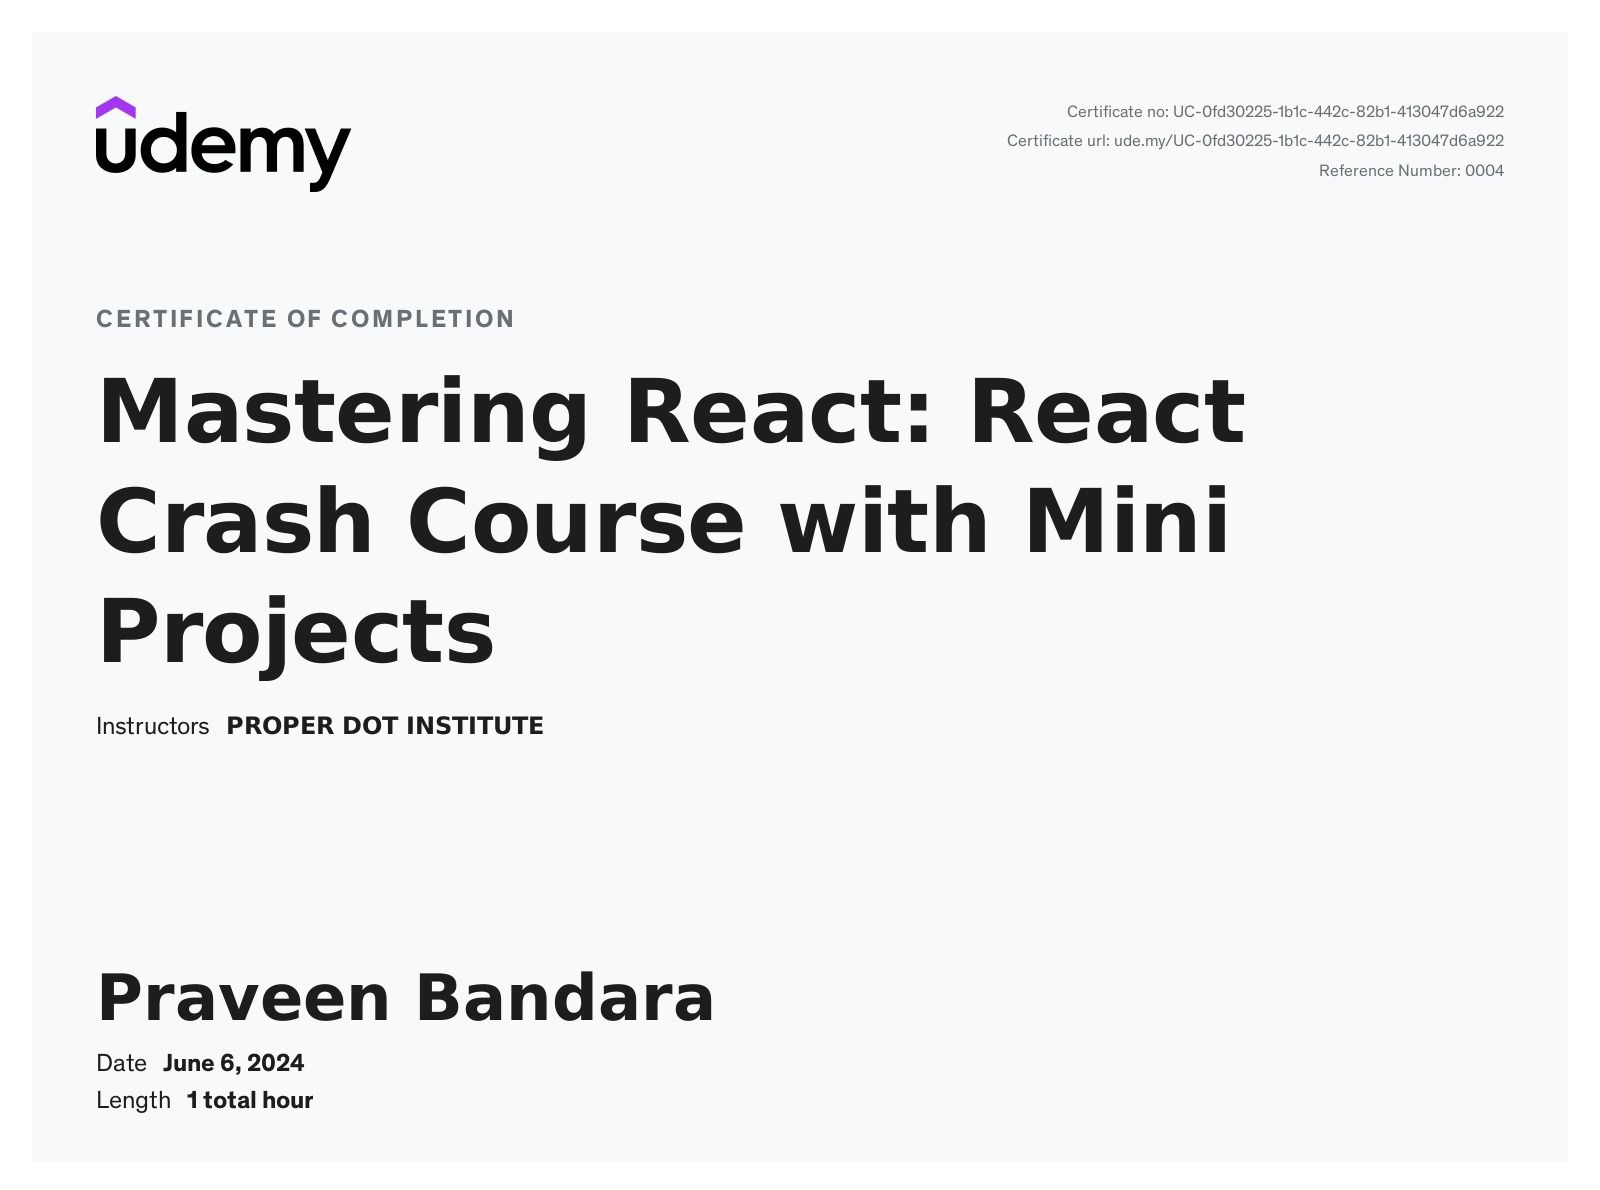 udemy
Certificate no: UC-0fd30225-1b1c-442c-82b1-413047d6a922
Certificate url: ude.my/UC-0fd30225-1b1c-442c-82b1-413047d6a922
Reference Number: 0004
CERTIFICATE OF COMPLETION
Mastering React: React
Crash Course with Mini
Projects
Instructors PROPER DOT INSTITUTE
Praveen Bandara
Date June 6, 2024
Length 1 total hour